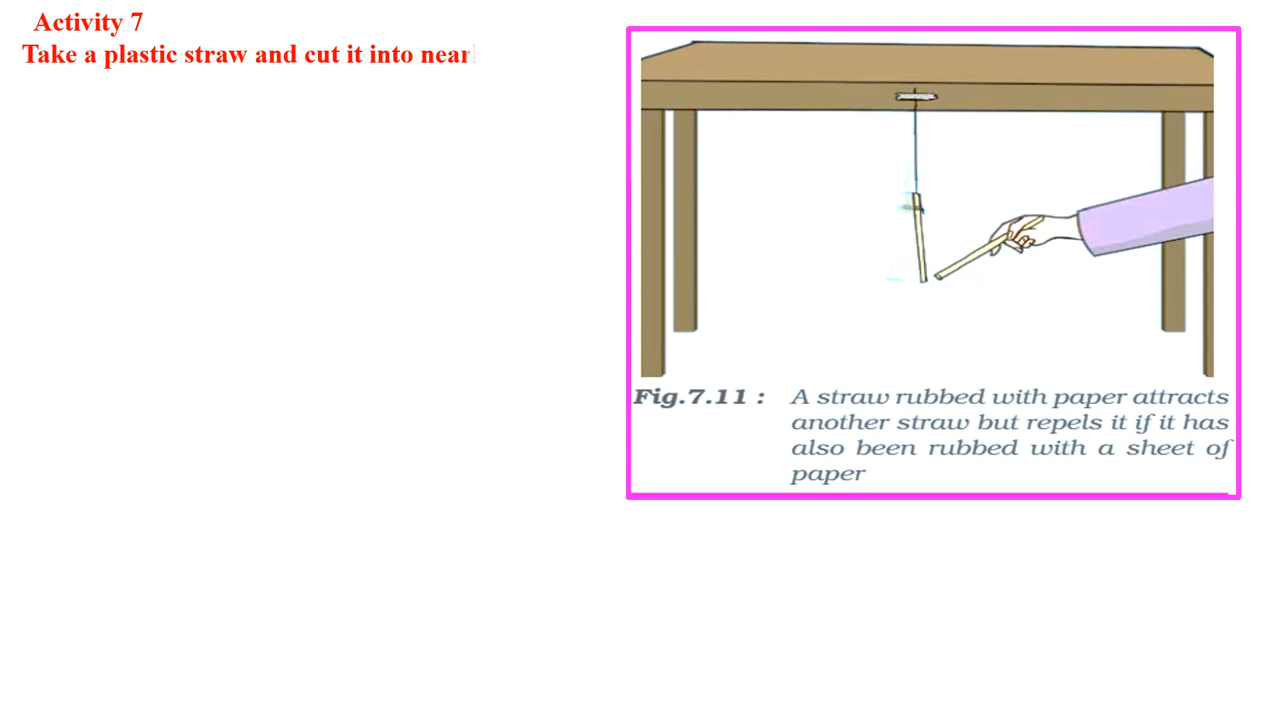 Activity 7
Take a plastic straw and cut it into near
Fig.7.11 : A straw rubbed with paper attracts
another straw but repels it if it has
also been rubbed with a sheet of
paper